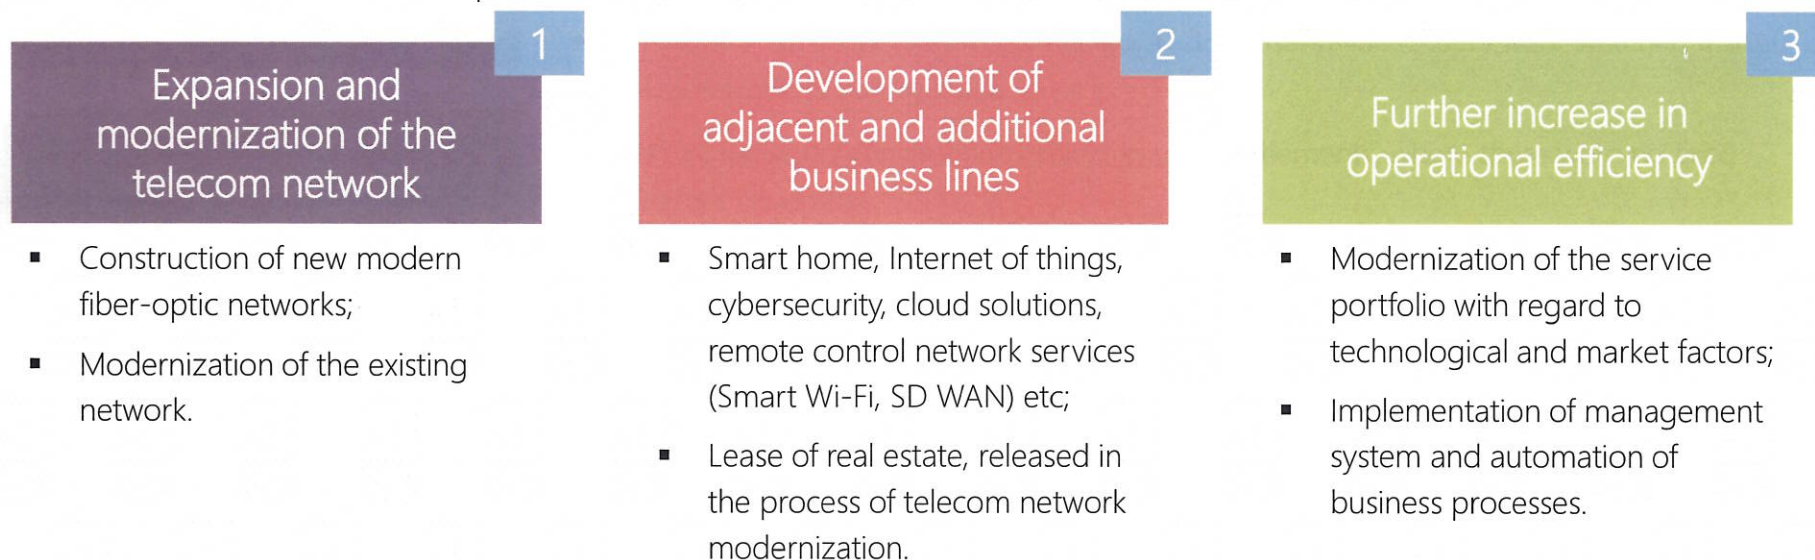 1
Expansion and
modernization of the
telecom network
▪ Construction of new modern
fiber-optic networks;
▪ Modernization of the existing
network.
2
Development of
adjacent and additional
business lines
▪ Smart home, Internet of things,
cybersecurity, cloud solutions,
remote control network services
(Smart Wi-Fi, SD WAN) etc;
▪ Lease of real estate, released in
the process of telecom network
modernization.
3
Further increase in
operational efficiency
▪ Modernization of the service
portfolio with regard to
technological and market factors;
▪ Implementation of management
system and automation of
business processes.